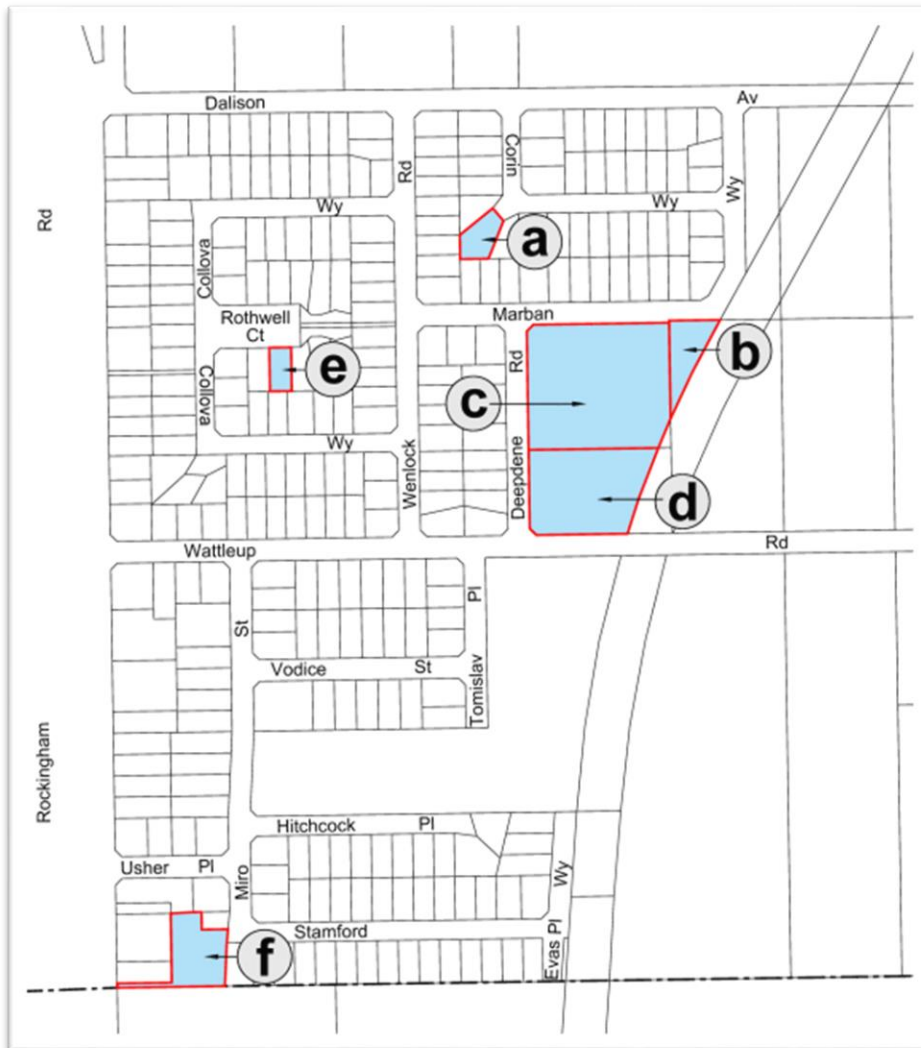 Dalison
Av
Rd
Corin
Rd
Wy
Wy
Wy
Collova
a
Rothwell
Ct
Marban
Rd
b
e
c
Collova
Wy
Wenlock
Deepdene
d
Wattleup
Rd
St
Pl
Vodice
St
Tomislav
Rockingham
Hitchcock
Pl
Usher
Pl
Miro
Wy
Stamford
Evas Pl
f